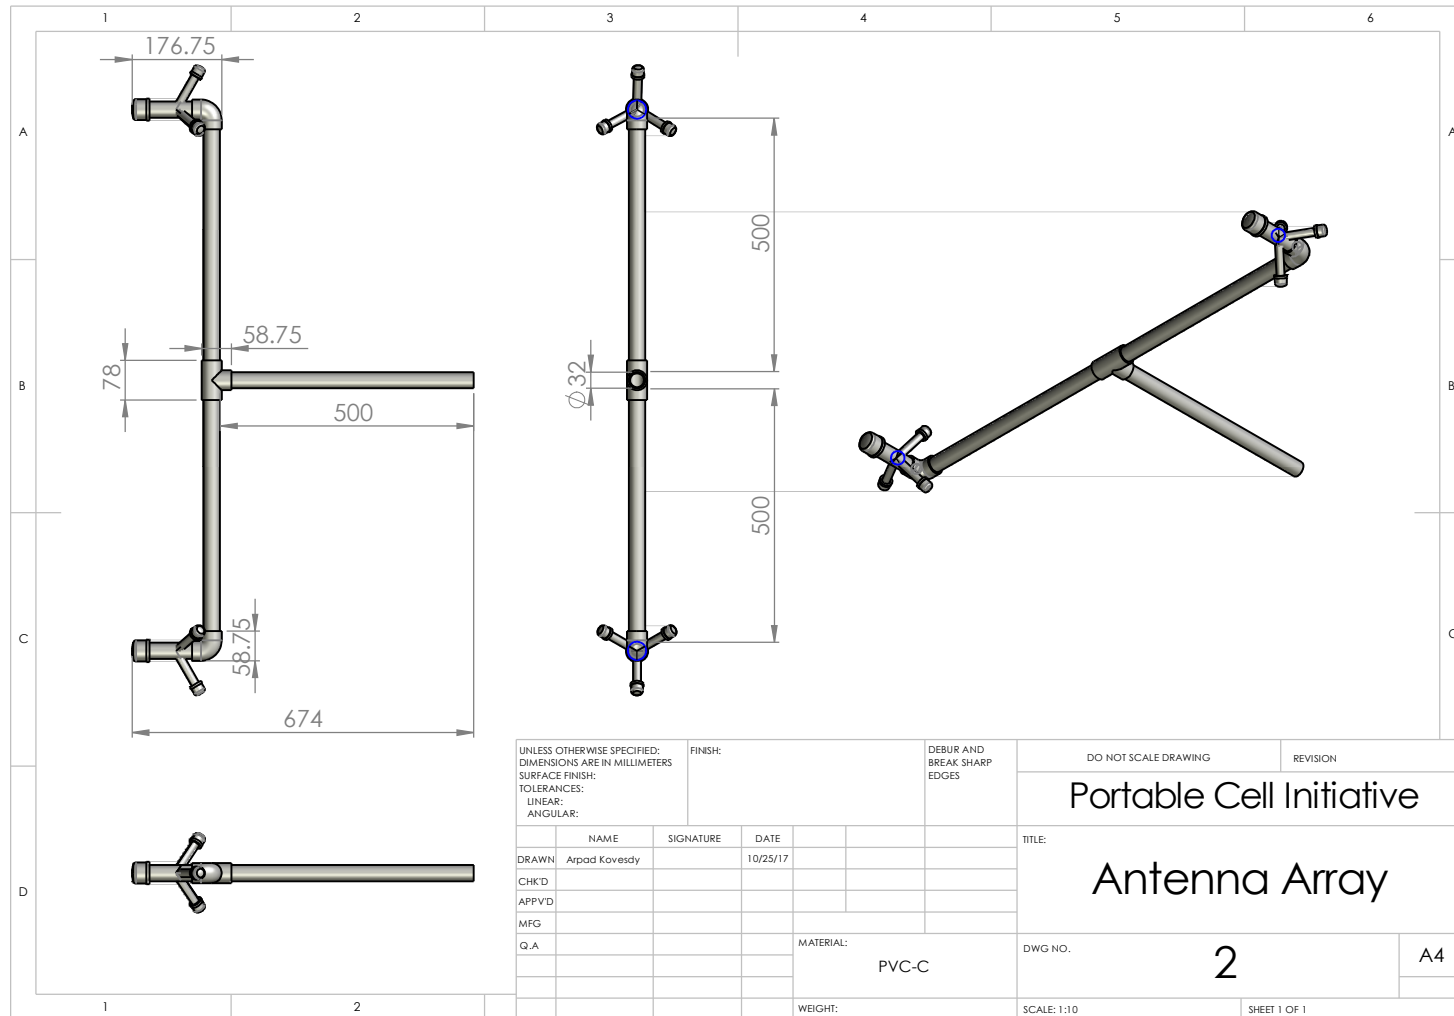 1 2 3 4 5 6
A A
B B
C C
D
176.75
58.75
78
500
58.75
674
500
∅32
500
UNLESS OTHERWISE SPECIFIED:
DIMENSIONS ARE IN MILLIMETERS
SURFACE FINISH:
TOLERANCES:
LINEAR:
ANGULAR:
FINISH:
DEBUR AND
BREAK SHARP
EDGES
DO NOT SCALE DRAWING
REVISION
Portable Cell Initiative
NAME SIGNATURE DATE
DRAWN Arpad Kovesdy 10/25/17
CHK'D
APPV'D
MFG
Q.A
TITLE:
Antenna Array
MATERIAL:
PVC-C
DWG NO.
2
A4
WEIGHT:
SCALE: 1:10
SHEET 1 OF 1
1 2